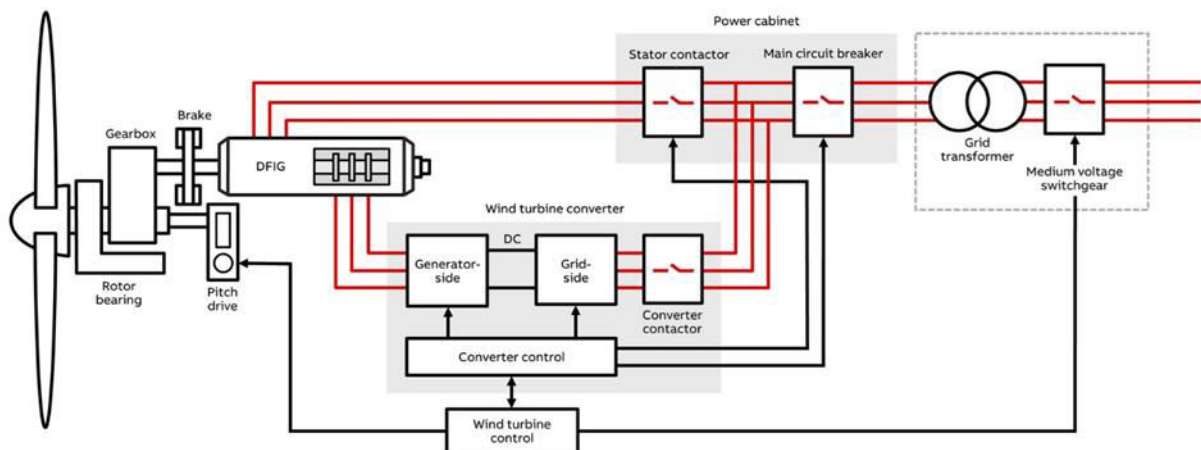 Power cabinet
Stator contactor
Main circuit breaker
Gearbox
Brake
DFIG
Grid
transformer
Medium voltage
switchgear
Wind turbine converter
DC
Generator-
side
Grid-
side
Rotor
bearing
Pitch
drive
Converter
contactor
Converter control
Wind turbine
control